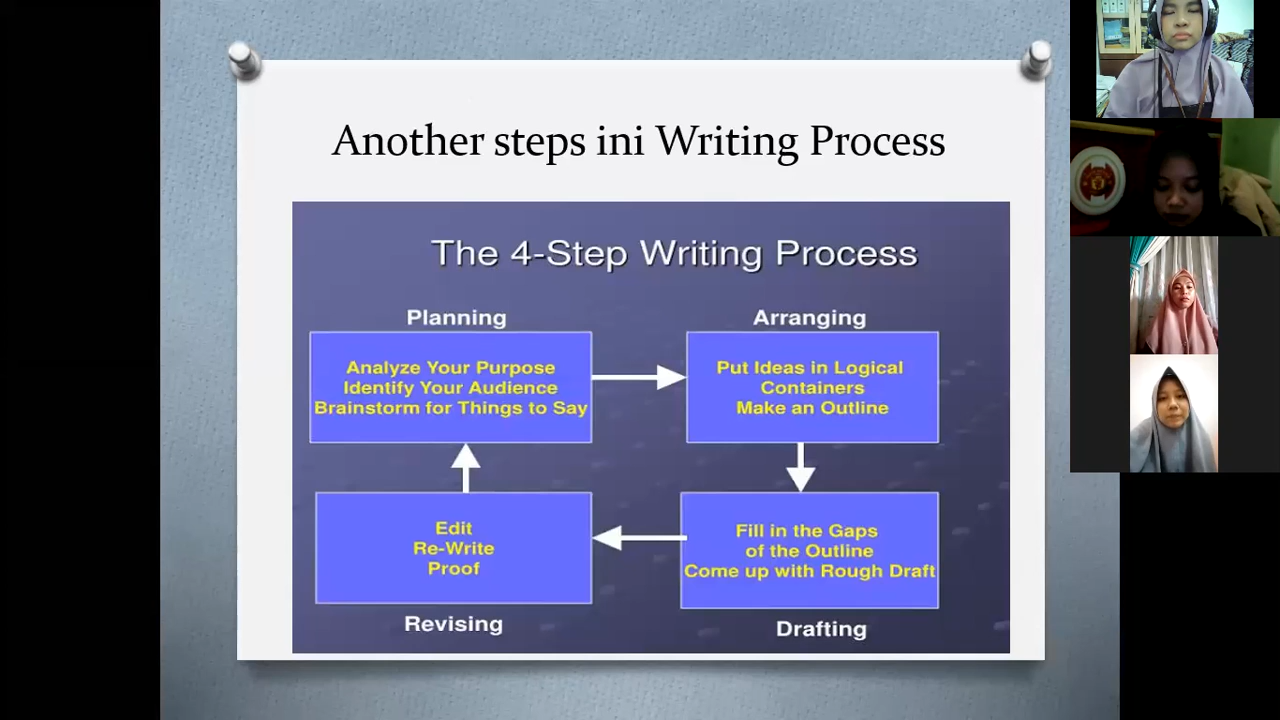 Another steps ini Writing Process
The 4-Step Writing Process
Planning
Analyze Your Purpose
Identify Your Audience
Brainstorm for Things to Say
Arranging
Put Ideas in Logical
Containers
Make an Outline
Edit
Re-Write
Proof
Revising
Fill in the Gaps
of the Outline
Come up with Rough Draft
Drafting